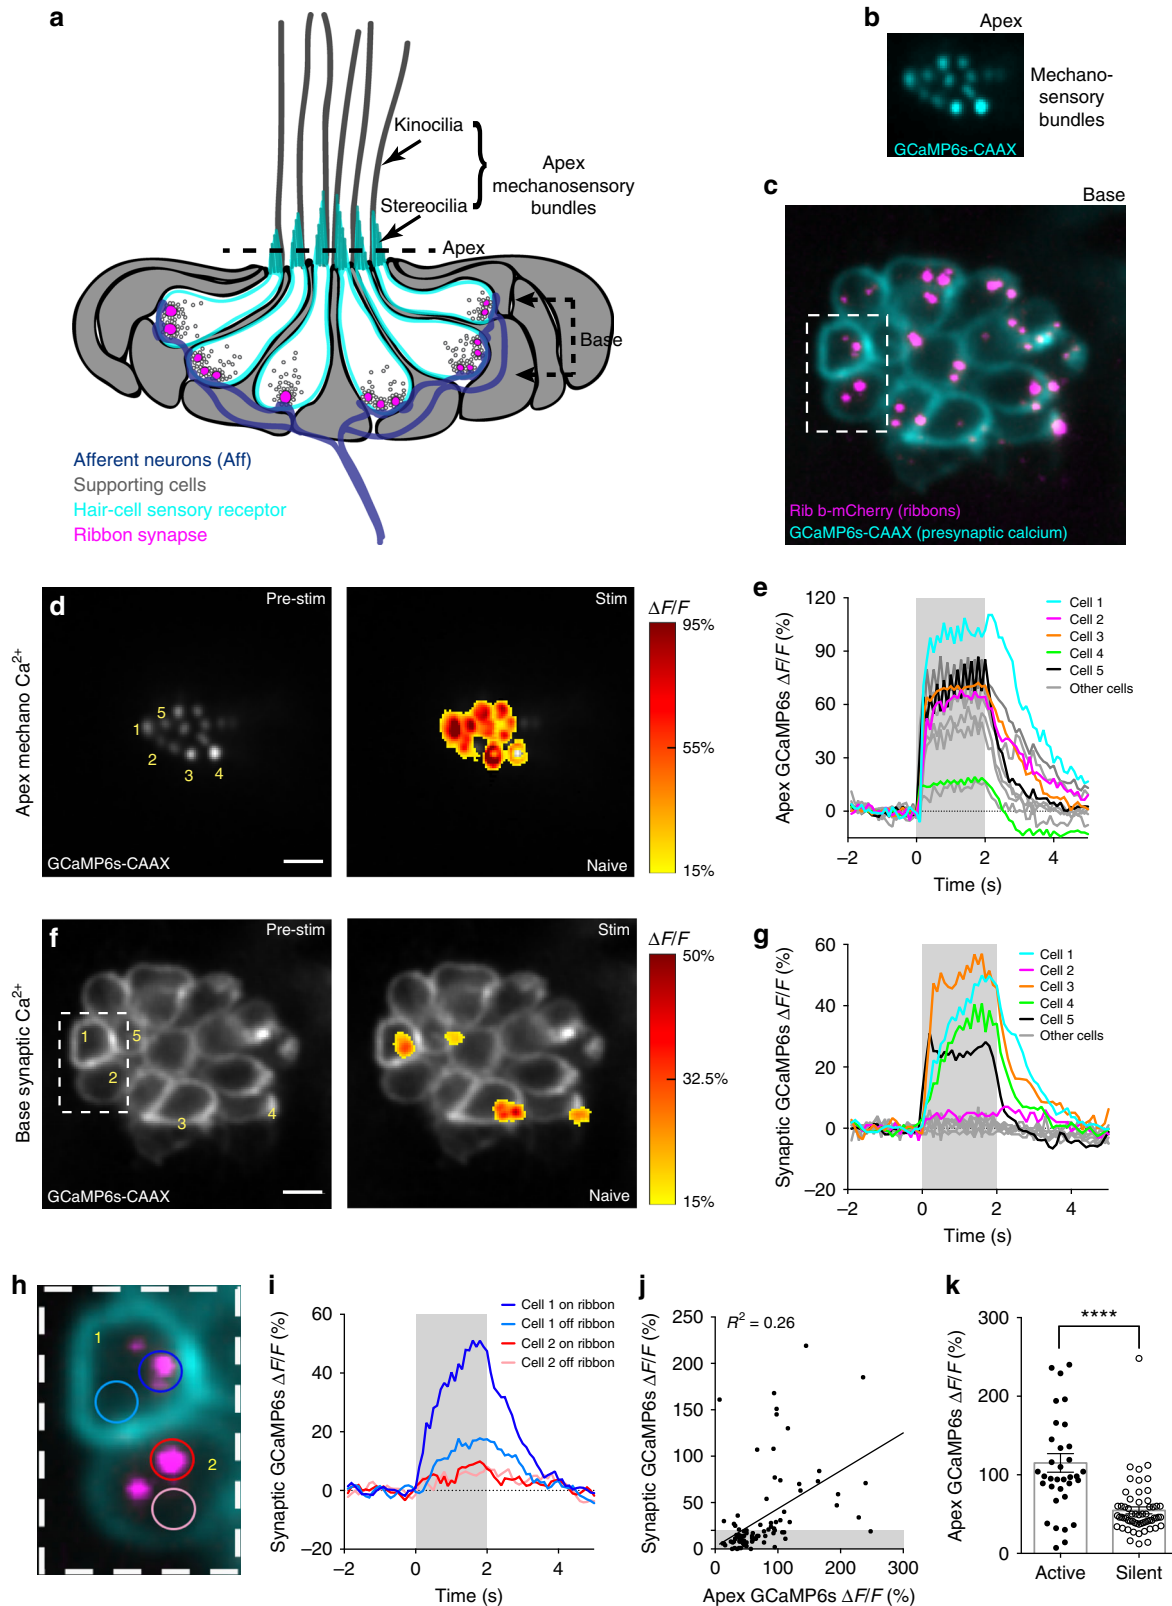 a
Kinocilia
Apex
mechanosensory
bundles
Stereocilia
Apex
Base
Afferent neurons (Aff)
Supporting cells
Hair-cell sensory receptor
Ribbon synapse
b
Apex
Mechano-
sensory
bundles
GCaMP6s-CAAX
c
Base
Rib b-mCherry (ribbons)
GCaMP6s-CAAX (presynaptic calcium)
d
Apex mechano Ca²⁺
Pre-stim
5
1
2
3
4
GCaMP6s-CAAX
Stim
Naive
ΔF/F
95%
55%
15%
e
Apex GCaMP6s ΔF/F (%)
120
90
60
30
0
–2
0
2
4
Time (s)
Cell 1
Cell 2
Cell 3
Cell 4
Cell 5
Other cells
f
Base synaptic Ca²⁺
Pre-stim
1
5
2
3
4
GCaMP6s-CAAX
Stim
Naive
ΔF/F
50%
32.5%
15%
g
Synaptic GCaMP6s ΔF/F (%)
60
40
20
0
–20
–2
0
2
4
Time (s)
Cell 1
Cell 2
Cell 3
Cell 4
Cell 5
Other cells
h
1
2
i
Synaptic GCaMP6s ΔF/F (%)
60
40
20
0
–20
–2
0
2
4
Time (s)
Cell 1 on ribbon
Cell 1 off ribbon
Cell 2 on ribbon
Cell 2 off ribbon
j
Synaptic GCaMP6s ΔF/F (%)
250
200
150
100
50
0
R² = 0.26
0
100
200
300
Apex GCaMP6s ΔF/F (%)
k
Apex GCaMP6s ΔF/F (%)
300
200
100
0
****
Active
Silent